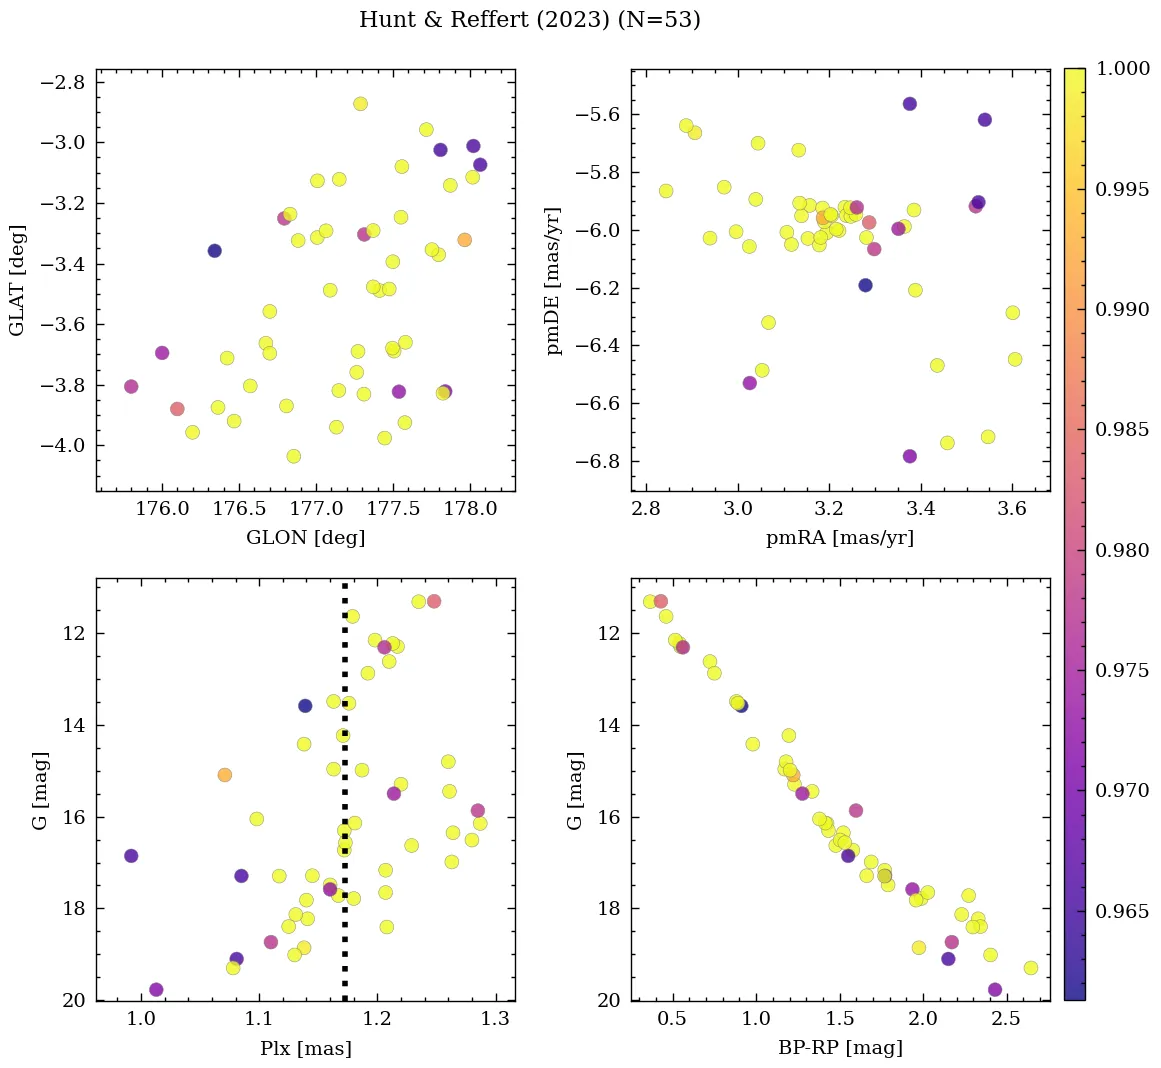 Hunt & Reffert (2023) (N=53)
−2.8
−3.0
−3.2
−3.4
−3.6
−3.8
−4.0
GLAT [deg]
176.0 176.5 177.0 177.5 178.0
GLON [deg]
−5.6
−5.8
−6.0
−6.2
−6.4
−6.6
−6.8
pmDE [mas/yr]
2.8 3.0 3.2 3.4 3.6
pmRA [mas/yr]
12
14
16
18
20
G [mag]
1.0 1.1 1.2 1.3
Plx [mas]
12
14
16
18
20
G [mag]
0.5 1.0 1.5 2.0 2.5
BP-RP [mag]
1.000
0.995
0.990
0.985
0.980
0.975
0.970
0.965